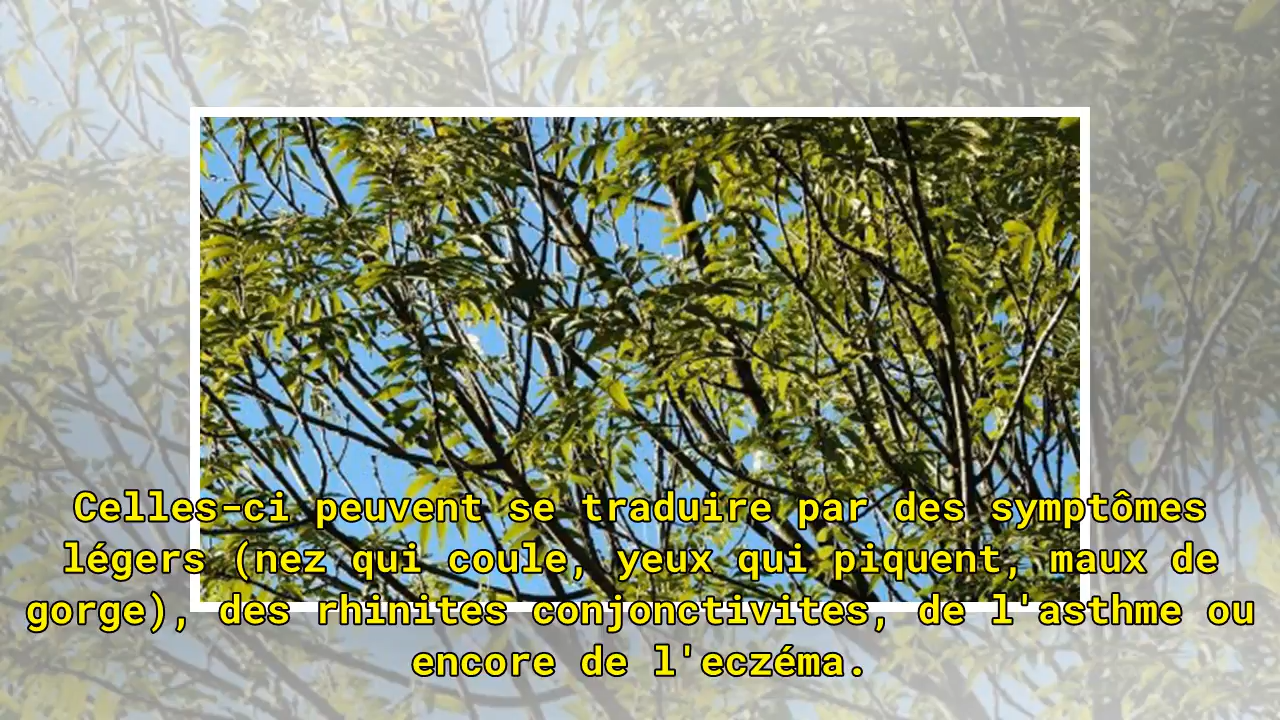 Celles-ci peuvent se traduire par des symptômes
légers (nez qui coule, yeux qui piquent, maux de
gorge), des rhinites conjonctivites, de l'asthme ou
encore de l'eczéma.